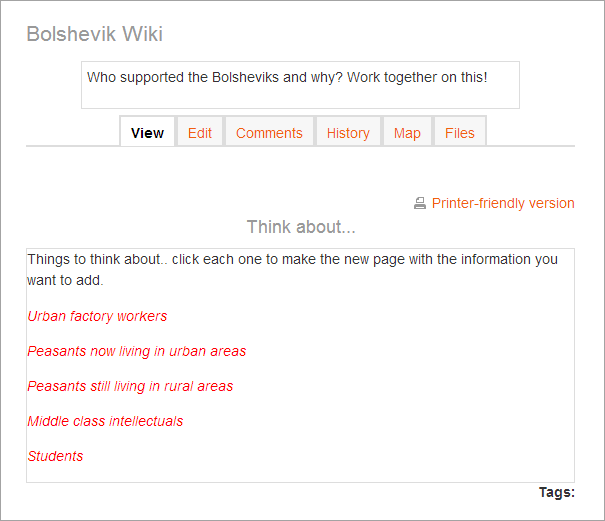 Bolshevik Wiki
Who supported the Bolsheviks and why? Work together on this!
View Edit Comments History Map Files
Printer-friendly version
Think about...
Things to think about.. click each one to make the new page with the information you
want to add.
Urban factory workers
Peasants now living in urban areas
Peasants still living in rural areas
Middle class intellectuals
Students
Tags: